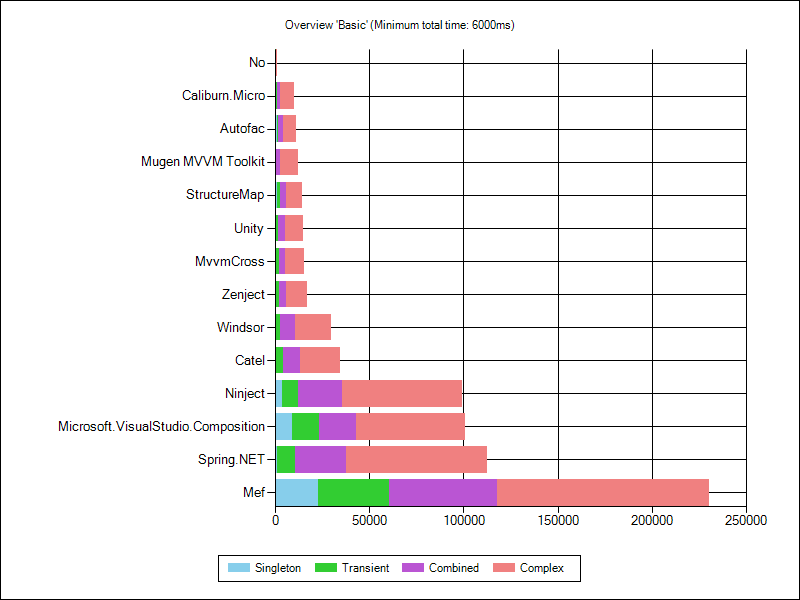 Overview 'Basic' (Minimum total time: 6000ms)
No
Caliburn.Micro
Autofac
Mugen MVVM Toolkit
StructureMap
Unity
MvvmCross
Zenject
Windsor
Catel
Ninject
Microsoft.VisualStudio.Composition
Spring.NET
Mef
0 50000 100000 150000 200000 250000
Singleton Transient Combined Complex